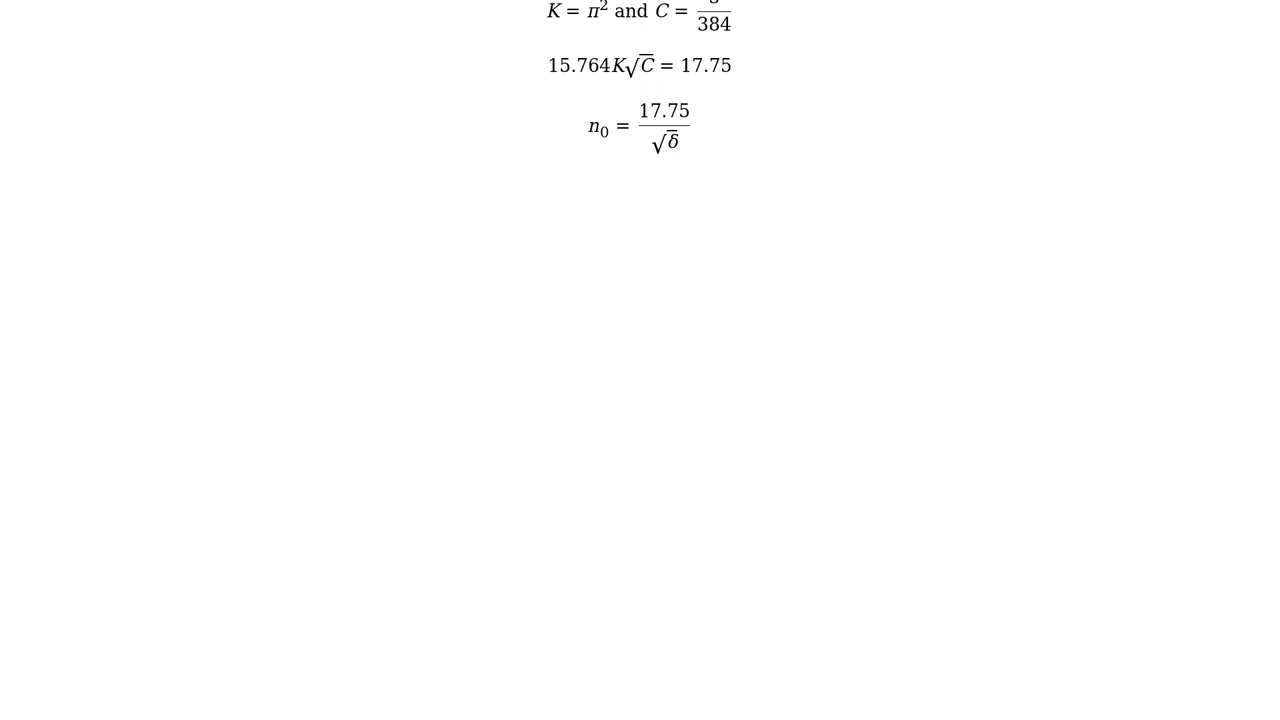 K = π² and C = —/384
15.764K√C = 17.75
n₀ = 17.75/√δ